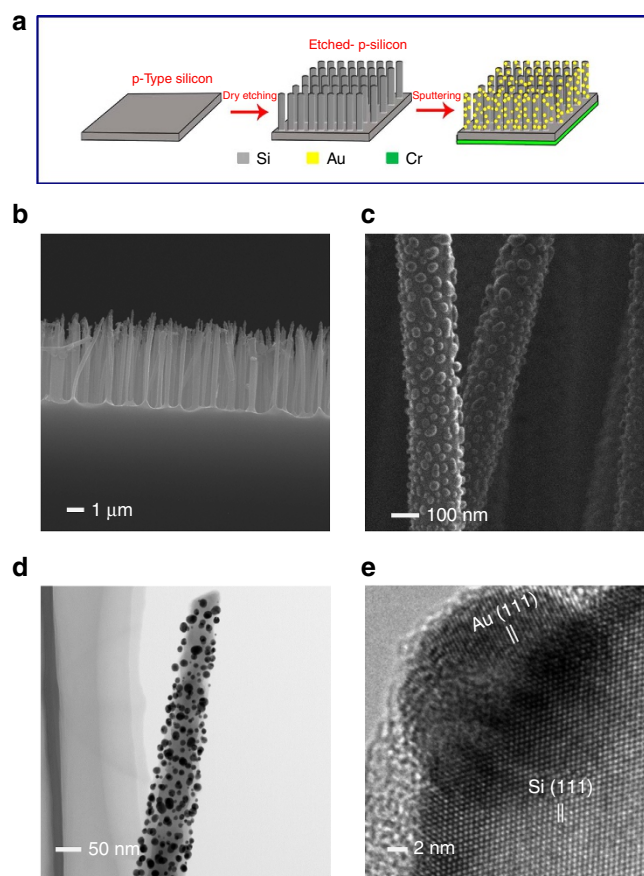 a
Etched- p-silicon
p-Type silicon
Dry etching
Sputtering
Si Au Cr
b
c
1 μm
100 nm
d
e
Au (111)
Si (111)
50 nm
2 nm